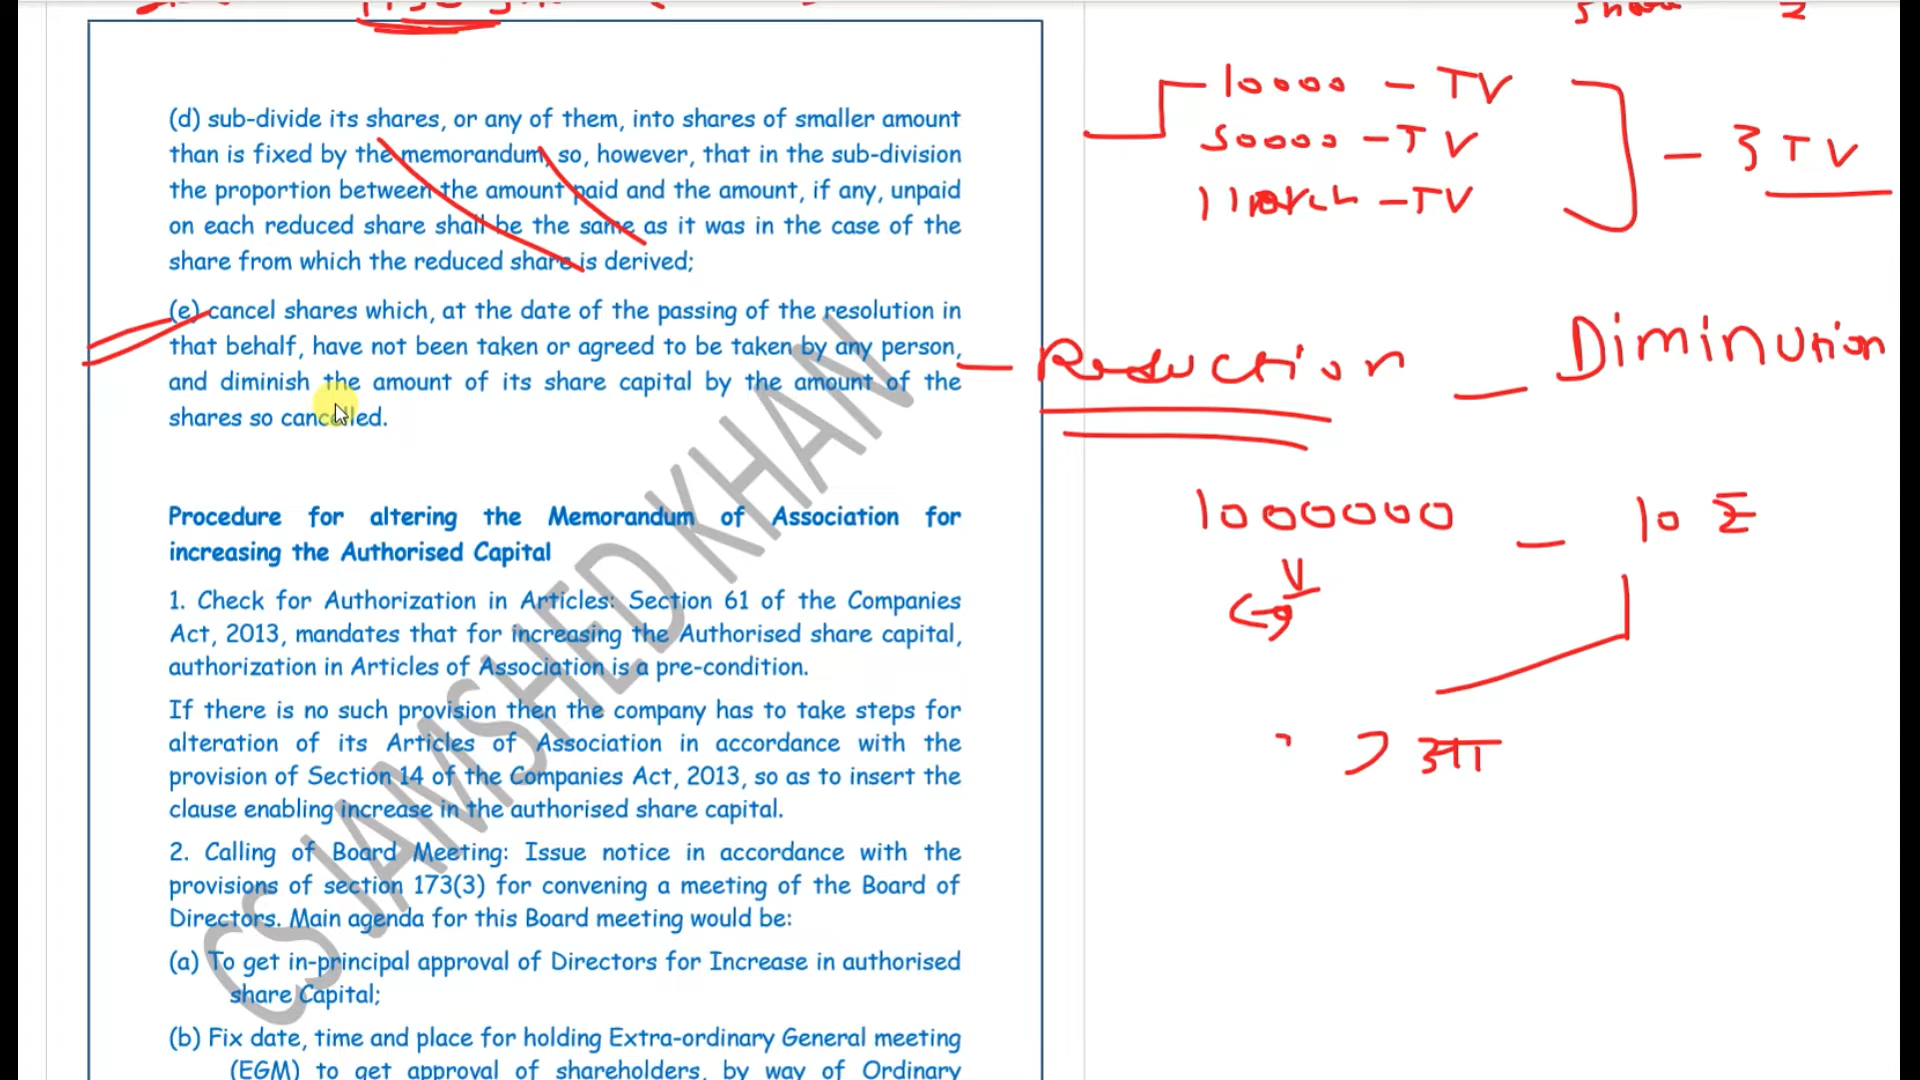 (d) sub-divide its shares, or any of them, into shares of smaller amount
than is fixed by the memorandum, so, however, that in the sub-division
the proportion between the amount paid and the amount, if any, unpaid
on each reduced share shall be the same as it was in the case of the
share from which the reduced share is derived;
(e) cancel shares which, at the date of the passing of the resolution in
that behalf, have not been taken or agreed to be taken by any person,
and diminish the amount of its share capital by the amount of the
shares so cancelled.
Procedure for altering the Memorandum of Association for
increasing the Authorised Capital
1. Check for Authorization in Articles: Section 61 of the Companies
Act, 2013, mandates that for increasing the Authorised share capital,
authorization in Articles of Association is a pre-condition.
If there is no such provision then the company has to take steps for
alteration of its Articles of Association in accordance with the
provision of Section 14 of the Companies Act, 2013, so as to insert the
clause enabling increase in the authorised share capital.
2. Calling of Board Meeting: Issue notice in accordance with the
provisions of section 173(3) for convening a meeting of the Board of
Directors. Main agenda for this Board meeting would be:
(a) To get in-principal approval of Directors for Increase in authorised
share Capital;
(b) Fix date, time and place for holding Extra-ordinary General meeting
(EGM) to get approval of shareholders, by way of Ordinary
CS JAMSHED KHAN
10000 - TV
50000 - TV
- TV
- 3 TV
- Reduction - Diminution
1000000 - 10 ₹